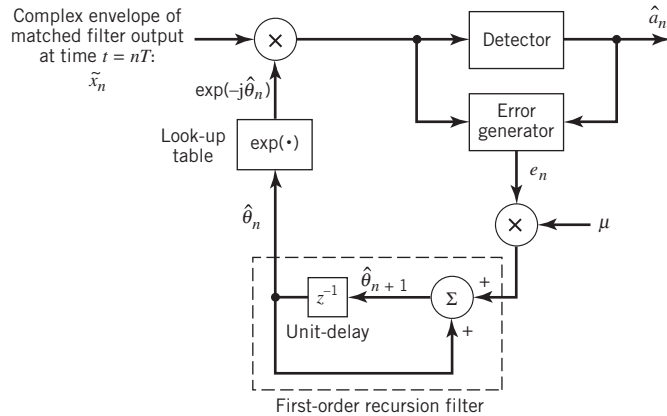 Complex envelope of
matched filter output
at time t = nT:
x̃ₙ
×
Detector
âₙ
exp(−jθ̂ₙ)
Error
generator
Look-up
table
exp(•)
eₙ
θ̂ₙ
×
μ
θ̂ₙ₊₁
z⁻¹
Σ
+
+
Unit-delay
First-order recursion filter